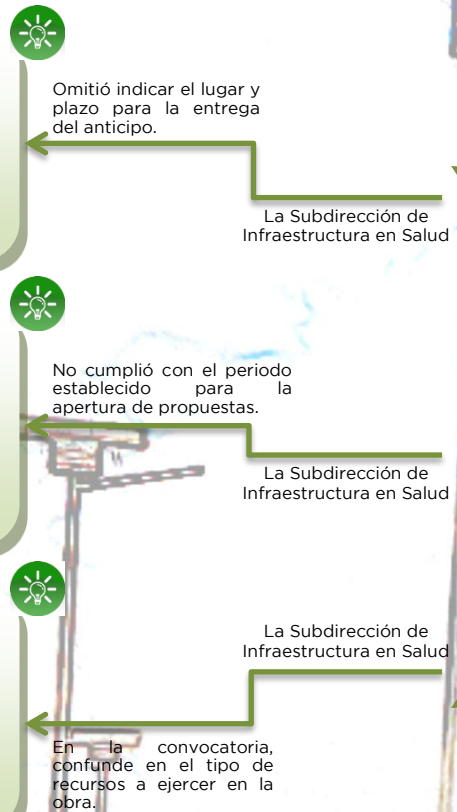 Omitió indicar el lugar y
plazo para la entrega
del anticipo.
La Subdirección de
Infraestructura en Salud
No cumplió con el periodo
establecido para la
apertura de propuestas.
La Subdirección de
Infraestructura en Salud
La Subdirección de
Infraestructura en Salud
En la convocatoria,
confunde en el tipo de
recursos a ejercer en la
obra.